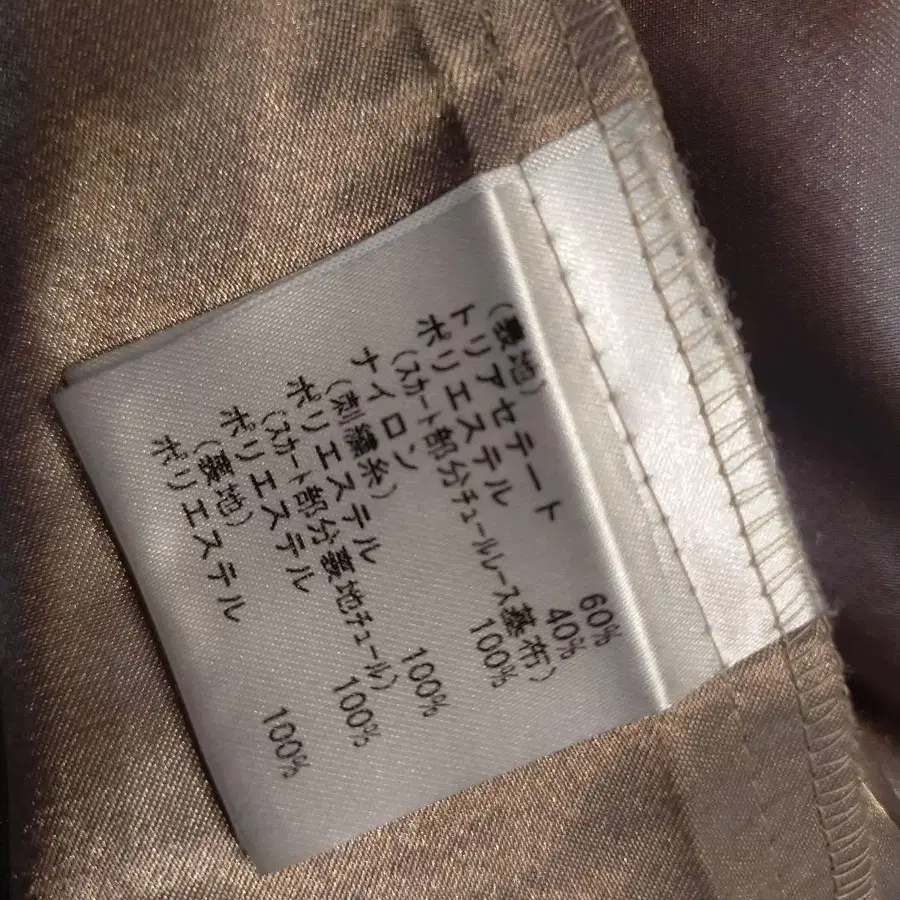 (表地)
トリアセテート 60%
ポリエステル 40%
(スカート部分チュールレース基布)
ナイロン 100%
(刺繍糸)
ポリエステル 100%
(スカート部分裏地チュール)
ポリエステル 100%
(裏地)
ポリエステル 100%